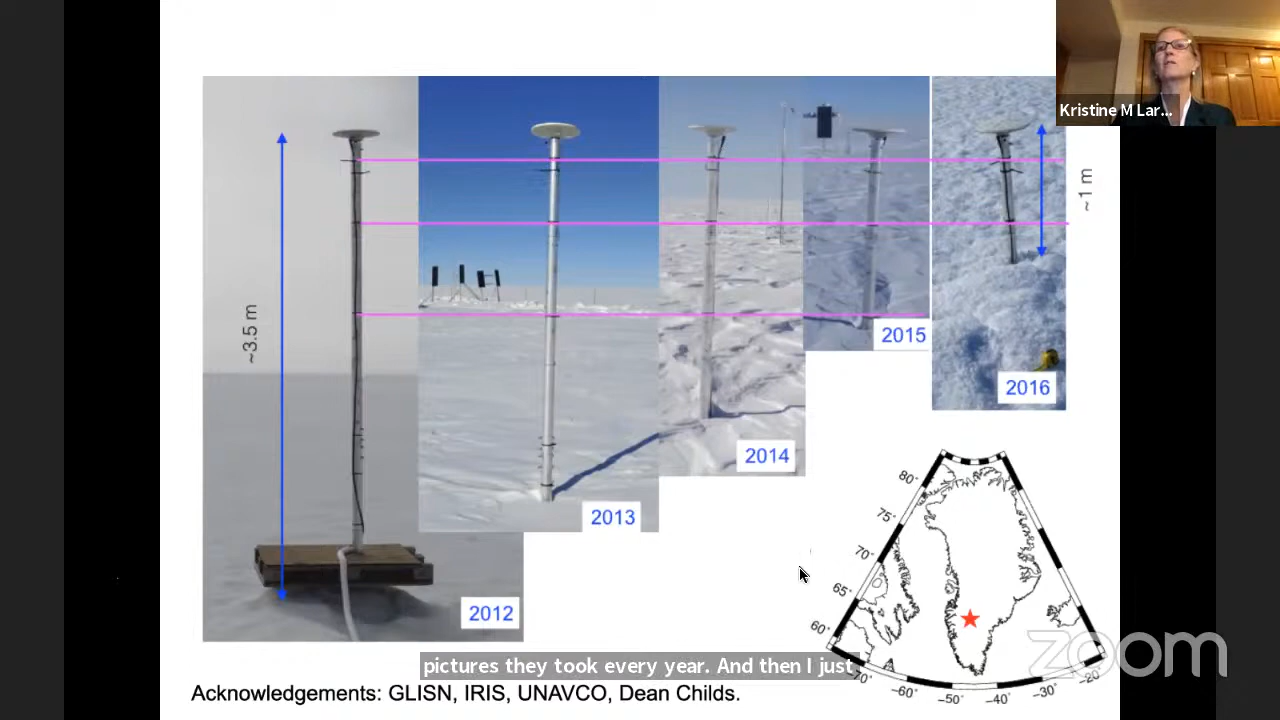 Kristine M Lar...
~3.5 m
~1 m
2012
2013
2014
2015
2016
80°
75°
70°
65°
60°
-70°
-60°
-50°
-40°
-30°
-20°
zoom
pictures they took every year. And then I just
Acknowledgements: GLISN, IRIS, UNAVCO, Dean Childs.